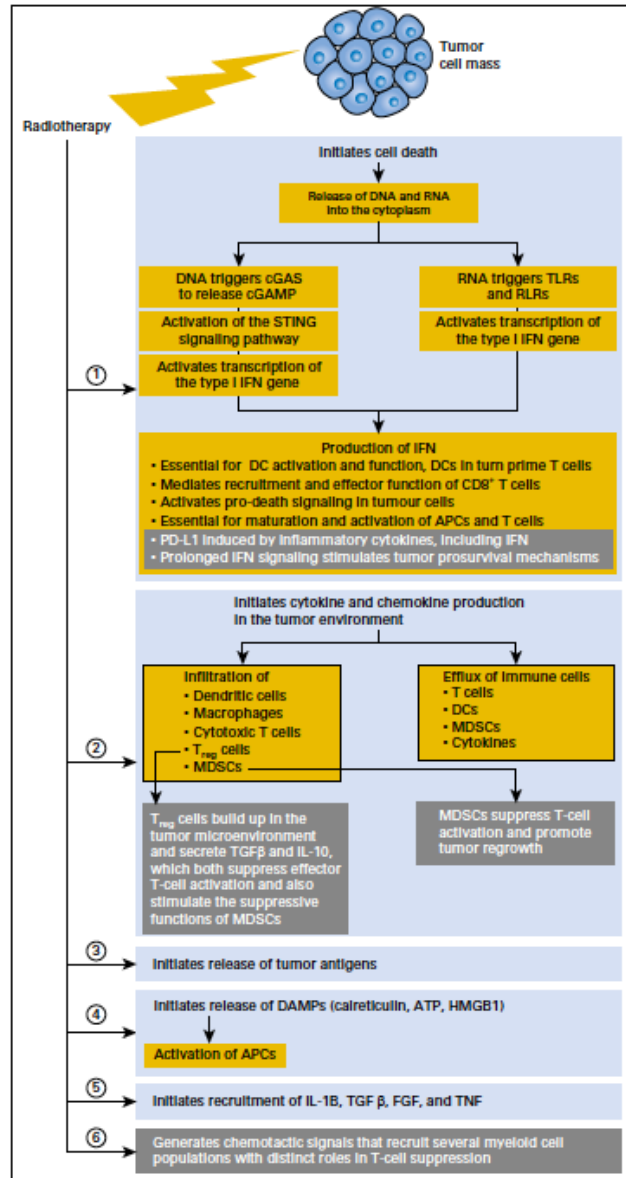 Tumor
cell mass
Radiotherapy
Initiates cell death
Release of DNA and RNA
into the cytoplasm
DNA triggers cGAS
to release cGAMP
Activation of the STING
signaling pathway
Activates transcription of
the type I IFN gene
RNA triggers TLRs
and RLRs
Activates transcription of
the type I IFN gene
1
Production of IFN
• Essential for DC activation and function, DCs in turn prime T cells
• Mediates recruitment and effector function of CD8⁺ T cells
• Activates pro-death signaling in tumour cells
• Essential for maturation and activation of APCs and T cells
• PD-L1 induced by inflammatory cytokines, including IFN
• Prolonged IFN signaling stimulates tumor prosurvival mechanisms
Initiates cytokine and chemokine production
in the tumor environment
Infiltration of
• Dendritic cells
• Macrophages
• Cytotoxic T cells
• Treg cells
• MDSCs
Efflux of immune cells
• T cells
• DCs
• MDSCs
• Cytokines
2
Treg cells build up in the
tumor microenvironment
and secrete TGFβ and IL-10,
which both suppress effector
T-cell activation and also
stimulate the suppressive
functions of MDSCs
MDSCs suppress T-cell
activation and promote
tumor regrowth
3
Initiates release of tumor antigens
4
Initiates release of DAMPs (calreticulin, ATP, HMGB1)
Activation of APCs
5
Initiates recruitment of IL-1B, TGF β, FGF, and TNF
6
Generates chemotactic signals that recruit several myeloid cell
populations with distinct roles in T-cell suppression